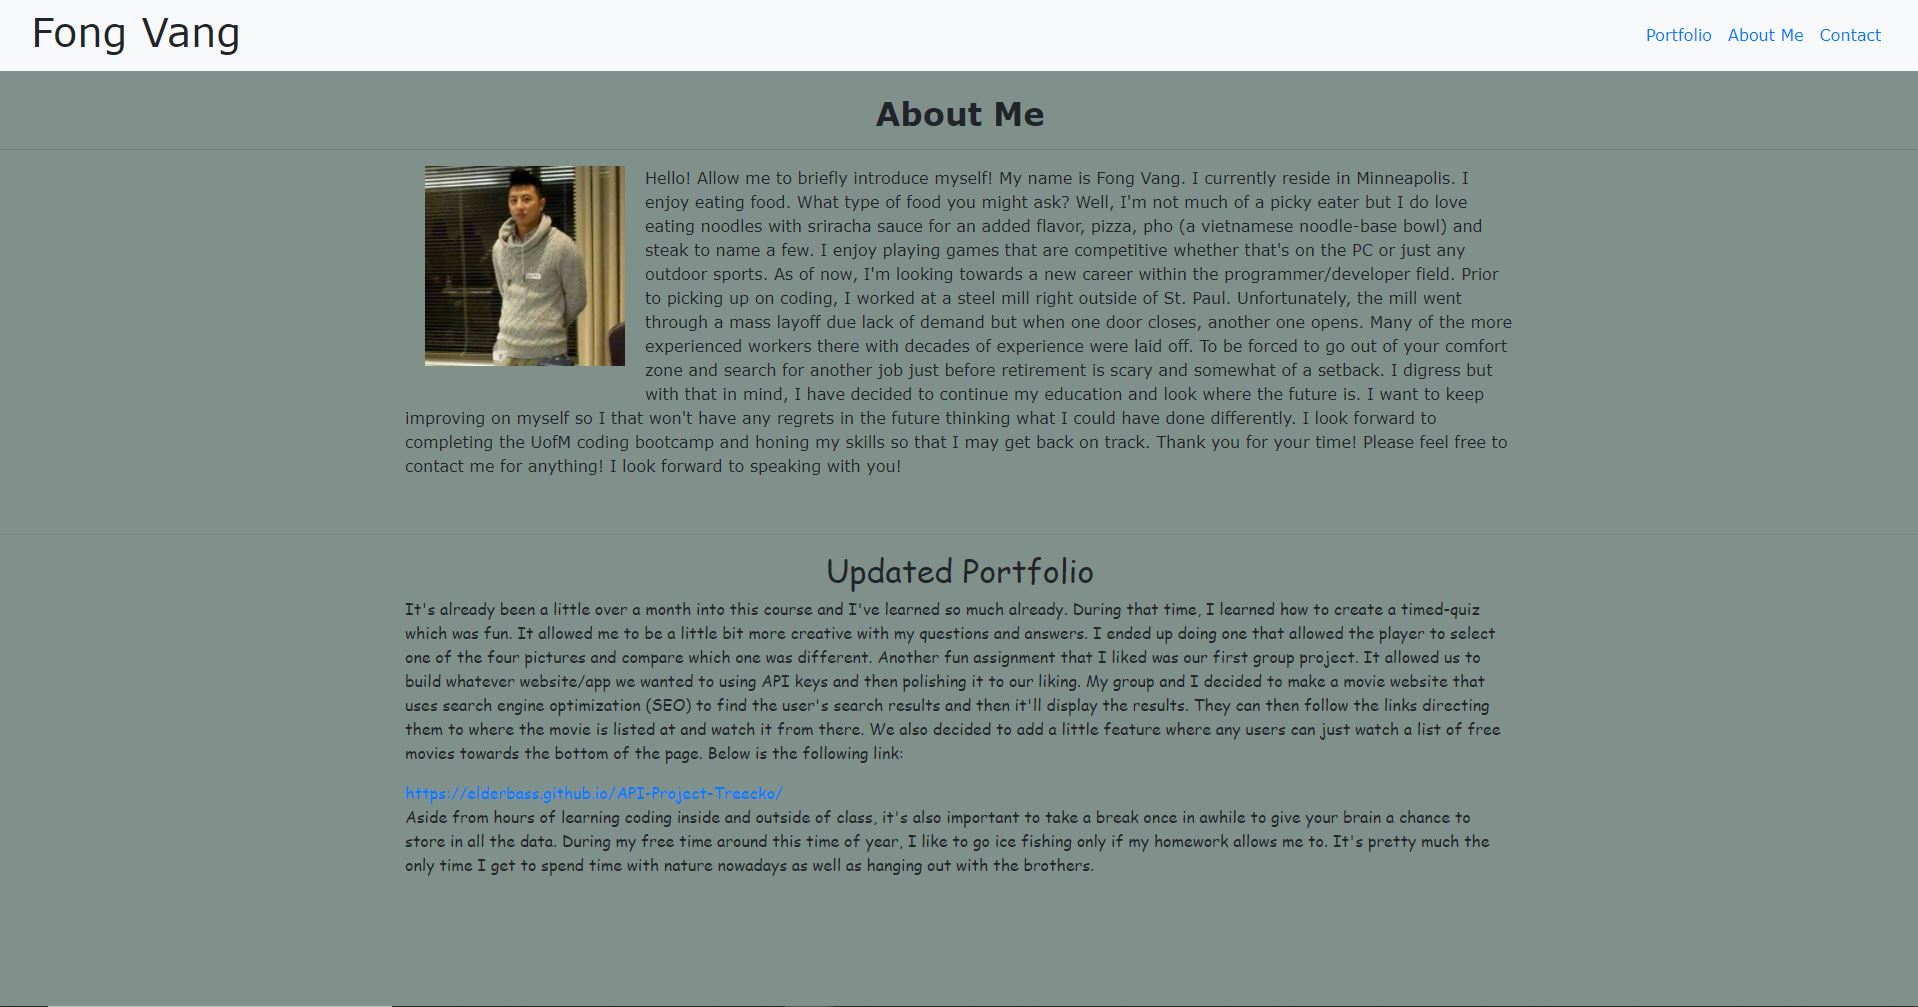 Fong Vang
Portfolio About Me Contact
About Me
Hello! Allow me to briefly introduce myself! My name is Fong Vang. I currently reside in Minneapolis. I
enjoy eating food. What type of food you might ask? Well, I'm not much of a picky eater but I do love
eating noodles with sriracha sauce for an added flavor, pizza, pho (a vietnamese noodle-base bowl) and
steak to name a few. I enjoy playing games that are competitive whether that's on the PC or just any
outdoor sports. As of now, I'm looking towards a new career within the programmer/developer field. Prior
to picking up on coding, I worked at a steel mill right outside of St. Paul. Unfortunately, the mill went
through a mass layoff due lack of demand but when one door closes, another one opens. Many of the more
experienced workers there with decades of experience were laid off. To be forced to go out of your comfort
zone and search for another job just before retirement is scary and somewhat of a setback. I digress but
with that in mind, I have decided to continue my education and look where the future is. I want to keep
improving on myself so I that won't have any regrets in the future thinking what I could have done differently. I look forward to
completing the UofM coding bootcamp and honing my skills so that I may get back on track. Thank you for your time! Please feel free to
contact me for anything! I look forward to speaking with you!
Updated Portfolio
It's already been a little over a month into this course and I've learned so much already. During that time, I learned how to create a timed-quiz
which was fun. It allowed me to be a little bit more creative with my questions and answers. I ended up doing one that allowed the player to select
one of the four pictures and compare which one was different. Another fun assignment that I liked was our first group project. It allowed us to
build whatever website/app we wanted to using API keys and then polishing it to our liking. My group and I decided to make a movie website that
uses search engine optimization (SEO) to find the user's search results and then it'll display the results. They can then follow the links directing
them to where the movie is listed at and watch it from there. We also decided to add a little feature where any users can just watch a list of free
movies towards the bottom of the page. Below is the following link:
https://elderbass.github.io/API-Project-Treecko/
Aside from hours of learning coding inside and outside of class, it's also important to take a break once in awhile to give your brain a chance to
store in all the data. During my free time around this time of year, I like to go ice fishing only if my homework allows me to. It's pretty much the
only time I get to spend time with nature nowadays as well as hanging out with the brothers.